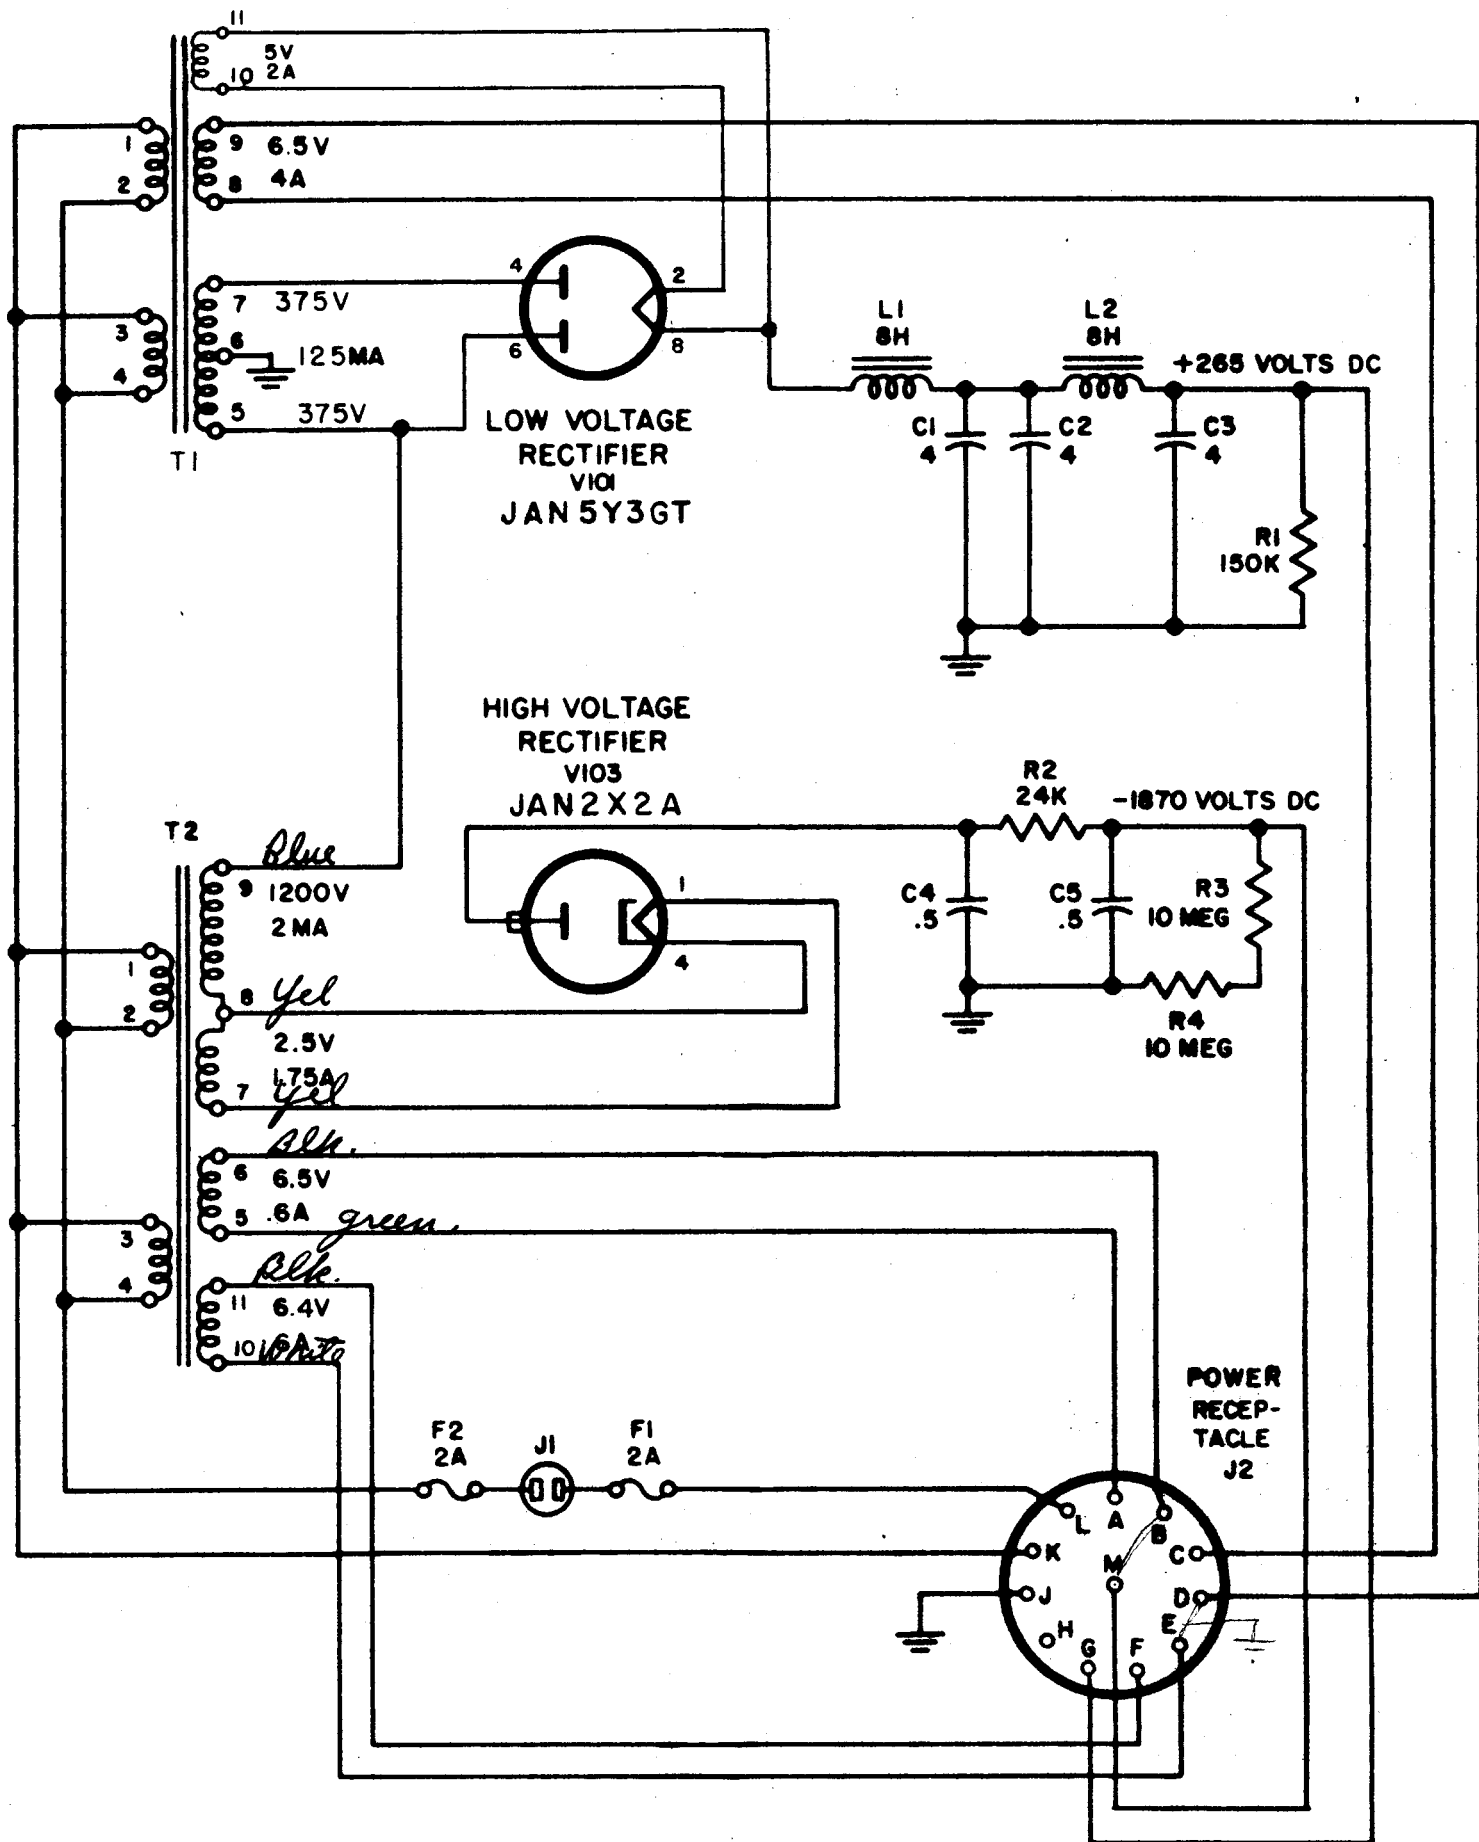 11
5V
10 2A
1
9 6.5V
2
8 4A
4
2
7 375V
3
6 125MA
4
6
8
5 375V
T1
LOW VOLTAGE
RECTIFIER
V101
JAN 5Y3GT
L1
8H
L2
8H
+265 VOLTS DC
C1
4
C2
4
C3
4
R1
150K
HIGH VOLTAGE
RECTIFIER
V103
JAN 2X2A
R2
24K
-1870 VOLTS DC
T2
Blue
9 1200V
2MA
1
4
C4
.5
C5
.5
R3
10 MEG
R4
10 MEG
1
2
8 Yel
2.5V
1.75A
7 Yel
Blk.
6 6.5V
5 .6A green.
3
4
Blk.
11 6.4V
10 White
F2
2A
J1
F1
2A
POWER
RECEP-
TACLE
J2
L
A
B
K
M
C
J
D
H
E
G
F